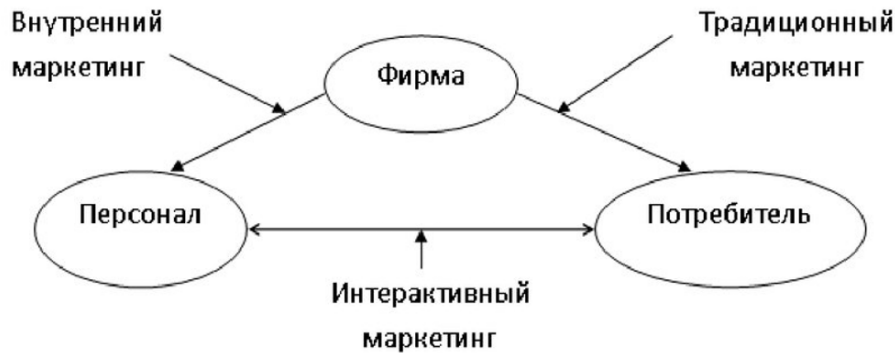 Внутренний
маркетинг
Традиционный
маркетинг
Фирма
Персонал
Потребитель
Интерактивный
маркетинг